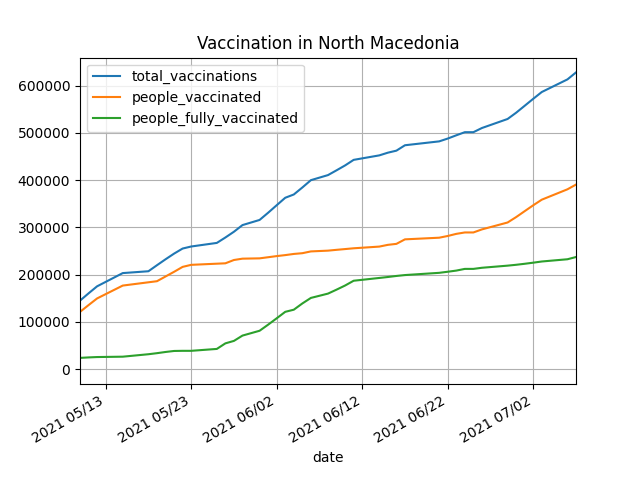 Vaccination in North Macedonia
total_vaccinations
people_vaccinated
people_fully_vaccinated
600000
500000
400000
300000
200000
100000
0
2021 05/13
2021 05/23
2021 06/02
2021 06/12
2021 06/22
2021 07/02
date